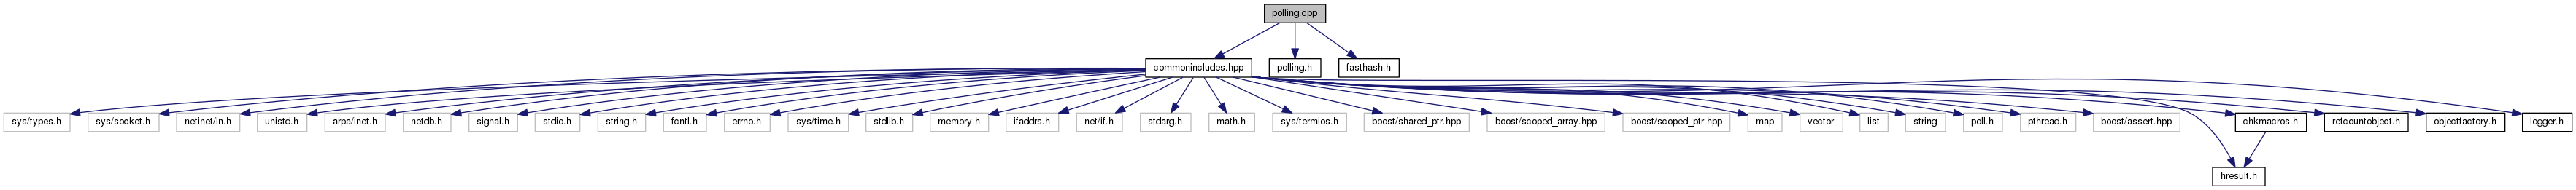 polling.cpp
commonincludes.hpp
polling.h
fasthash.h
sys/types.h
sys/socket.h
netinet/in.h
unistd.h
arpa/inet.h
netdb.h
signal.h
stdio.h
string.h
fcntl.h
errno.h
sys/time.h
stdlib.h
memory.h
ifaddrs.h
net/if.h
stdarg.h
math.h
sys/termios.h
boost/shared_ptr.hpp
boost/scoped_array.hpp
boost/scoped_ptr.hpp
map
vector
list
string
poll.h
pthread.h
boost/assert.hpp
chkmacros.h
refcountobject.h
objectfactory.h
logger.h
hresult.h